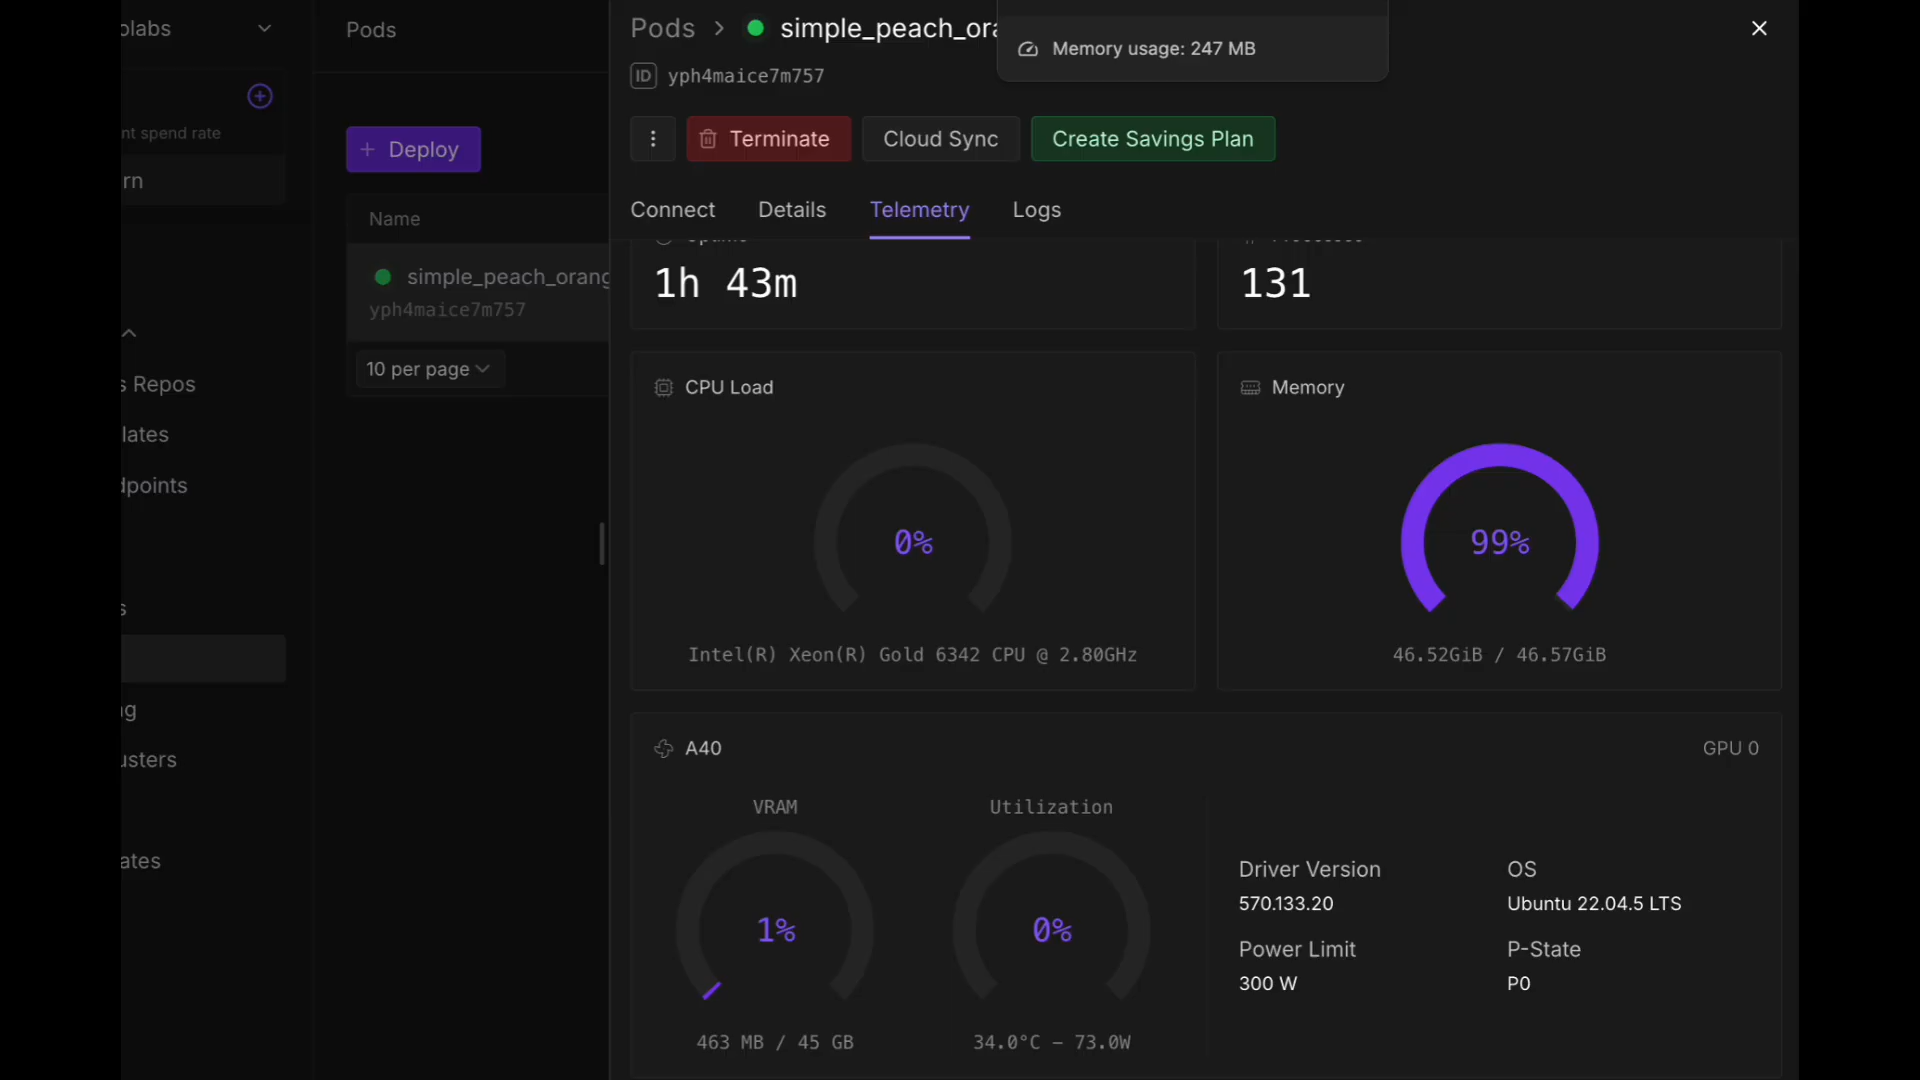 olabs
nt spend rate
rn
s Repos
lates
dpoints
s
ng
usters
ates
Pods
+ Deploy
Name
simple_peach_orang
yph4maice7m757
10 per page
Pods > simple_peach_ora
Memory usage: 247 MB
ID yph4maice7m757
Terminate Cloud Sync Create Savings Plan
Connect Details Telemetry Logs
1h 43m
131
CPU Load
0%
Intel(R) Xeon(R) Gold 6342 CPU @ 2.80GHz
Memory
99%
46.52GiB / 46.57GiB
A40
GPU 0
VRAM
1%
463 MB / 45 GB
Utilization
0%
34.0°C – 73.0W
Driver Version
570.133.20
OS
Ubuntu 22.04.5 LTS
Power Limit
300 W
P-State
P0